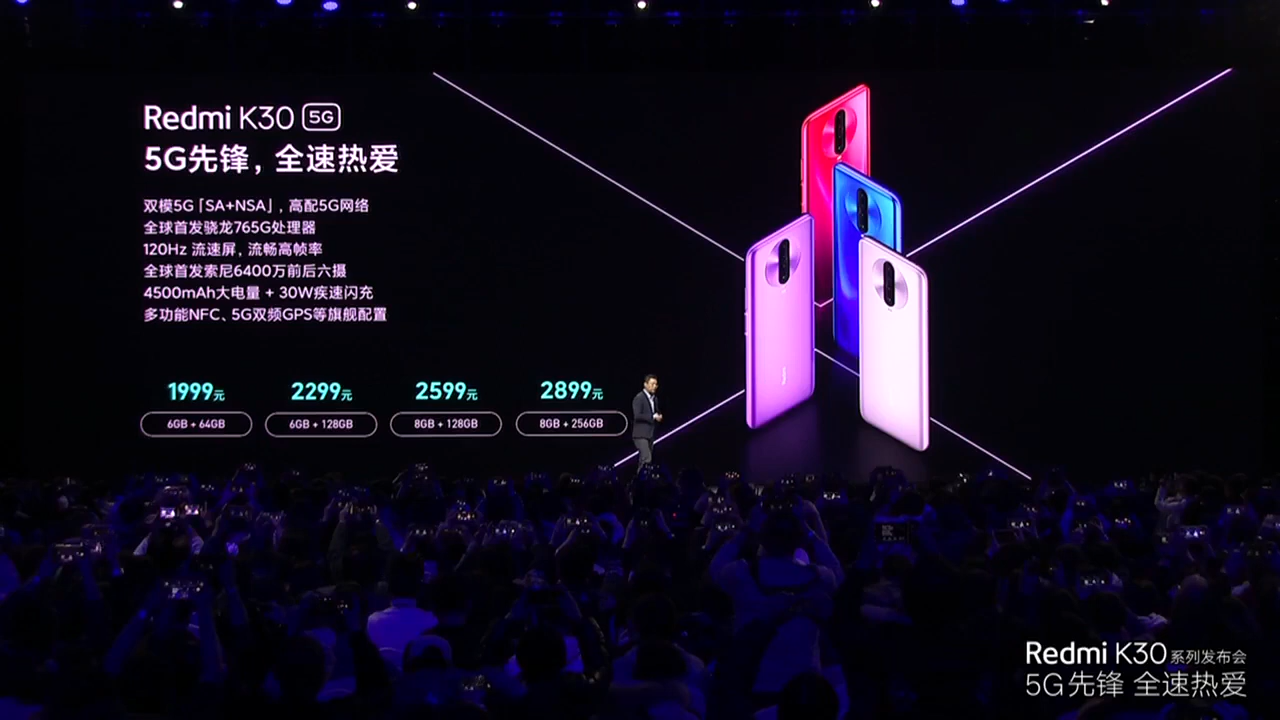 Redmi K30 5G
5G先锋，全速热爱
双模5G「SA+NSA」，高配5G网络
全球首发骁龙765G处理器
120Hz 流速屏，流畅高帧率
全球首发索尼6400万前后六摄
4500mAh大电量 + 30W疾速闪充
多功能NFC、5G双频GPS等旗舰配置
1999元 2299元 2599元 2899元
6GB + 64GB 6GB + 128GB 8GB + 128GB 8GB + 256GB
Redmi K30系列发布会
5G先锋 全速热爱